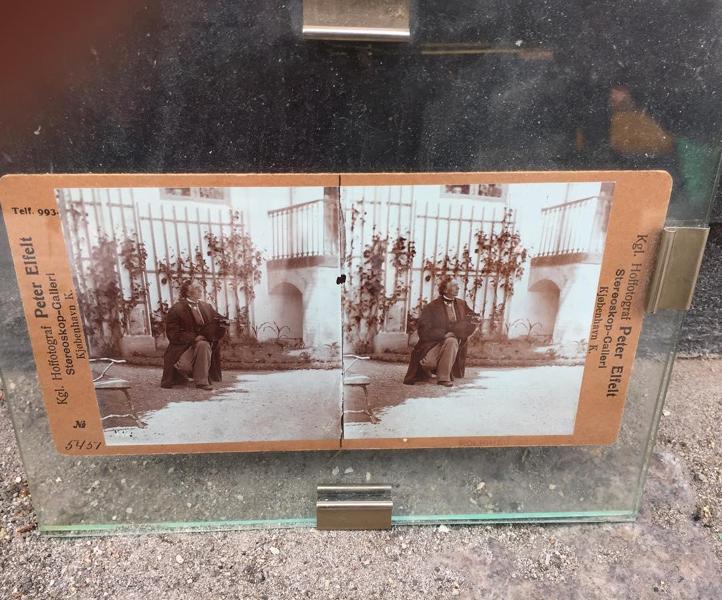 Telf. 993
Kgl. Hoffotograf Peter Elfelt
Stereoskop-Galleri
Kjøbenhavn K.
№
5457
Kgl. Hoffotograf Peter Elfelt
Stereoskop-Galleri
Kjøbenhavn K.